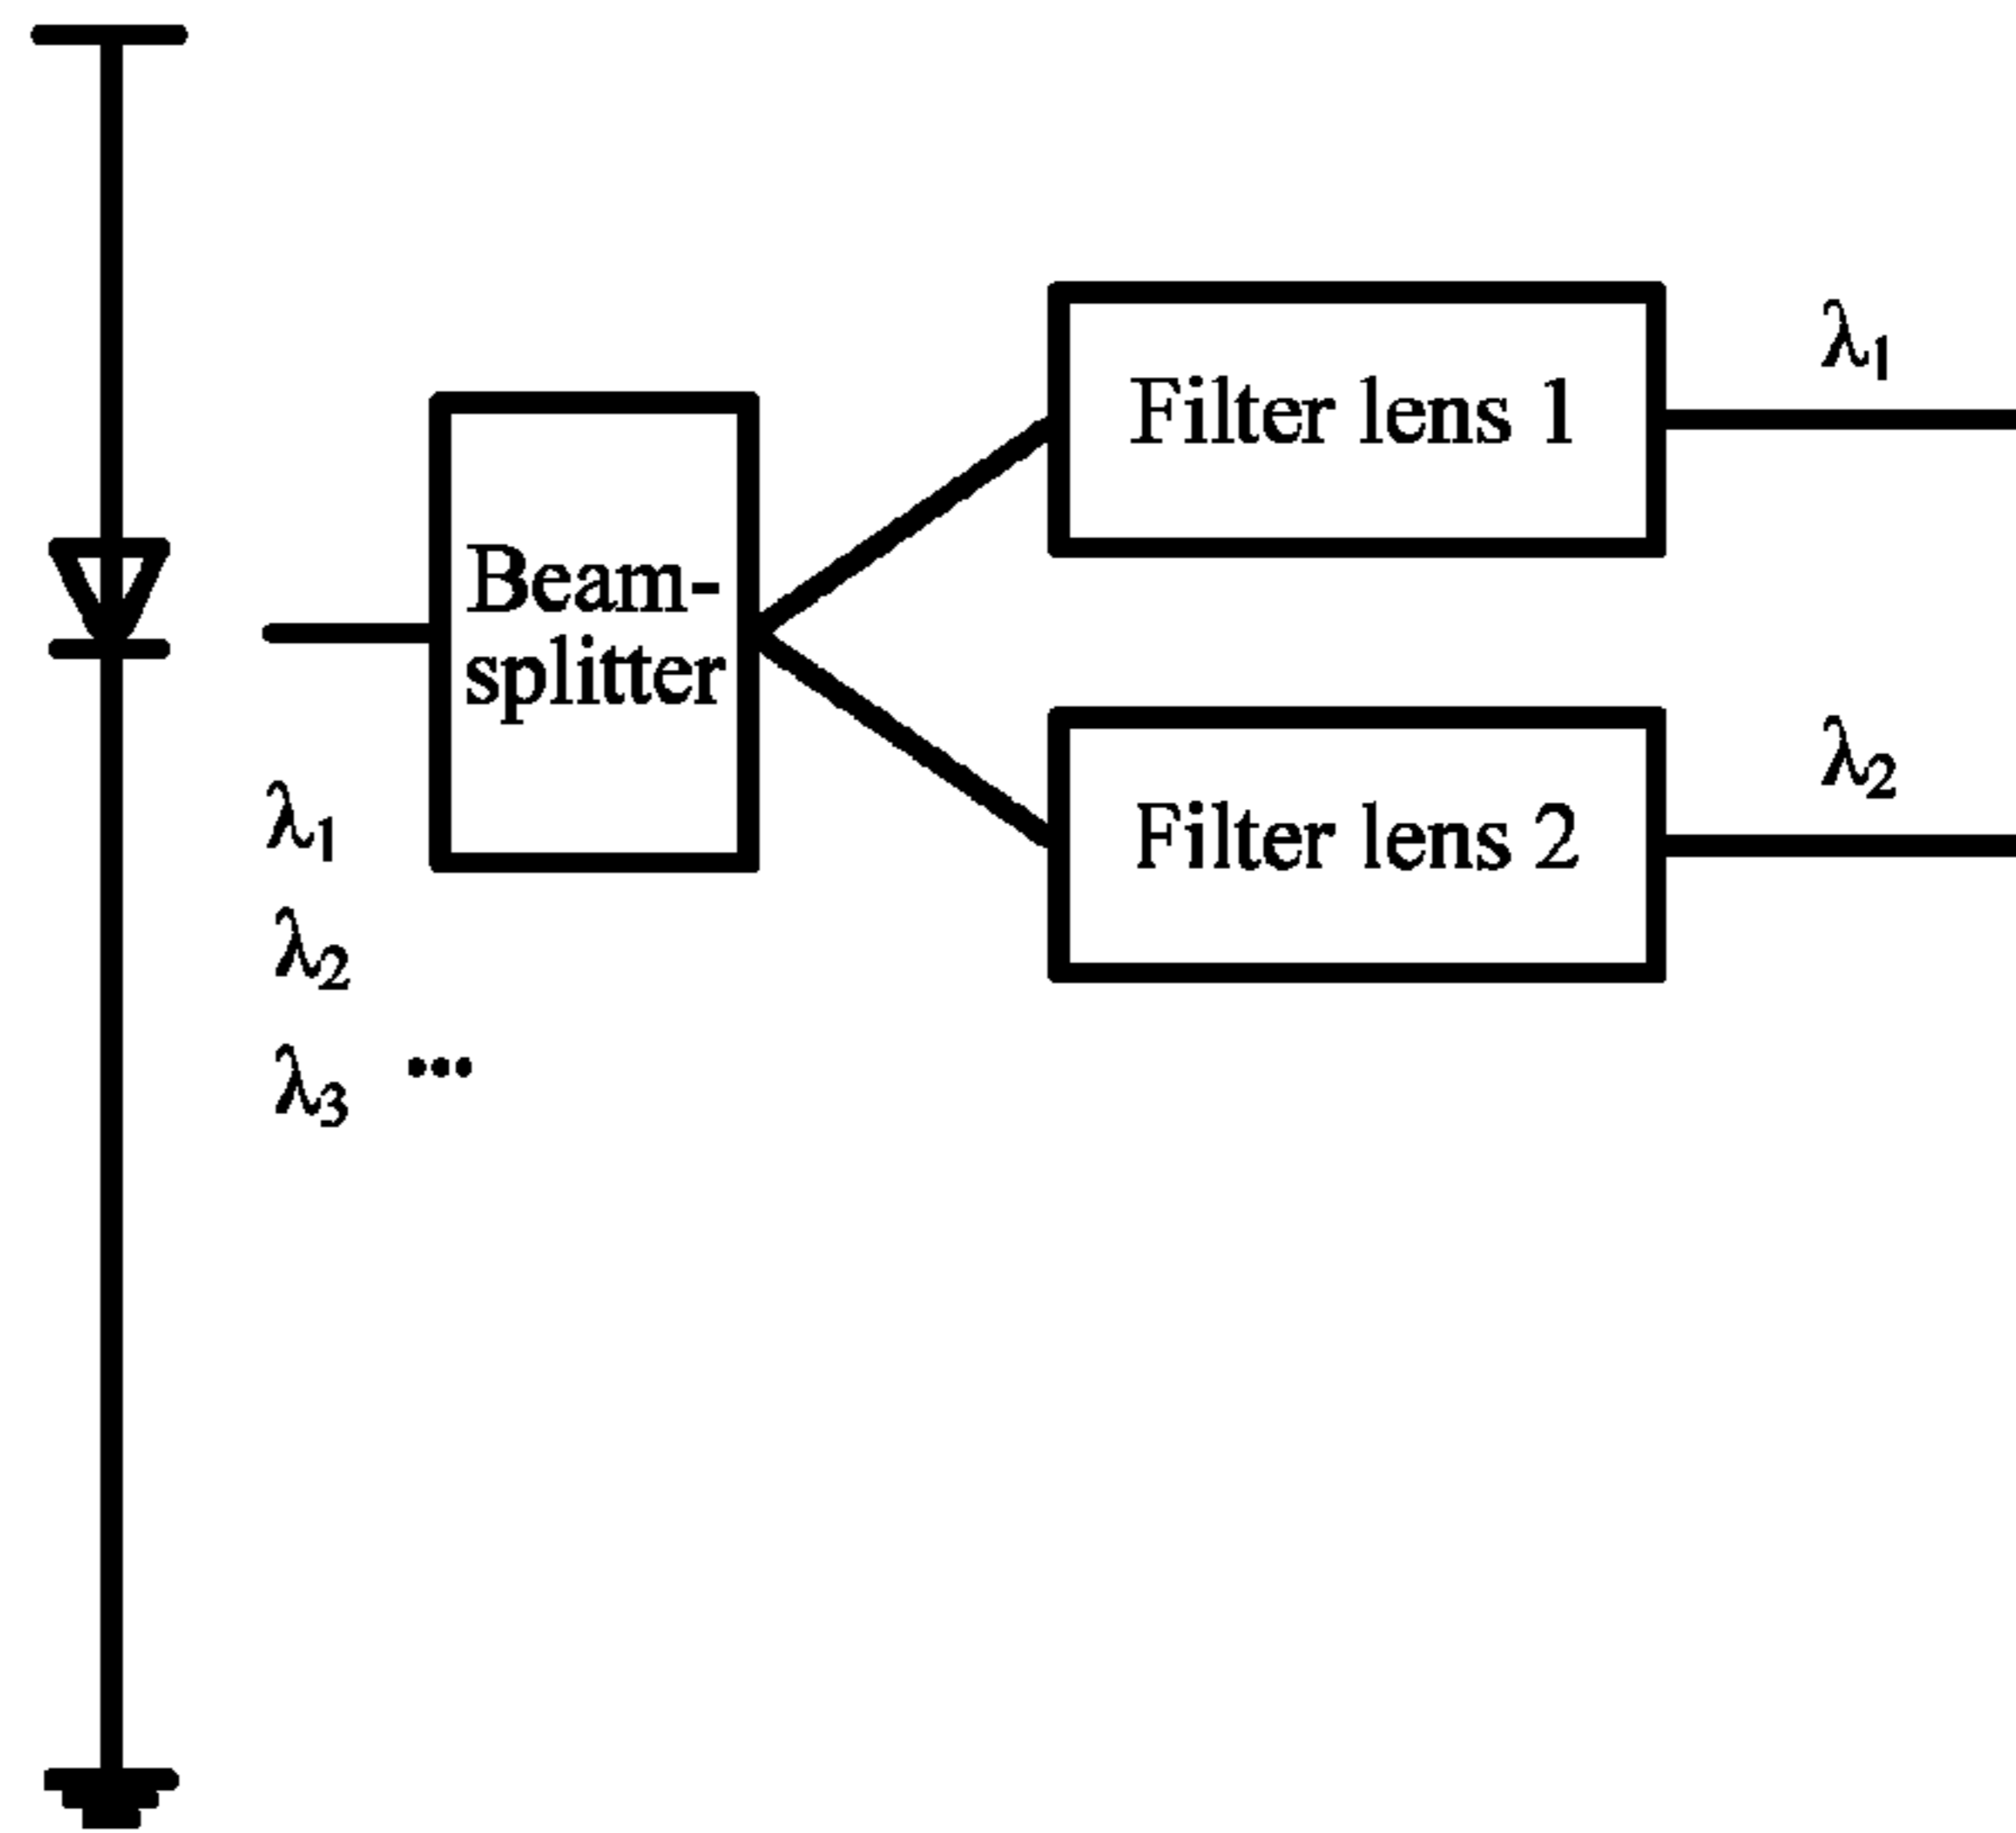 λ1
Filter lens 1
Beam-
splitter
λ2
Filter lens 2
λ1
λ2
λ3 •••